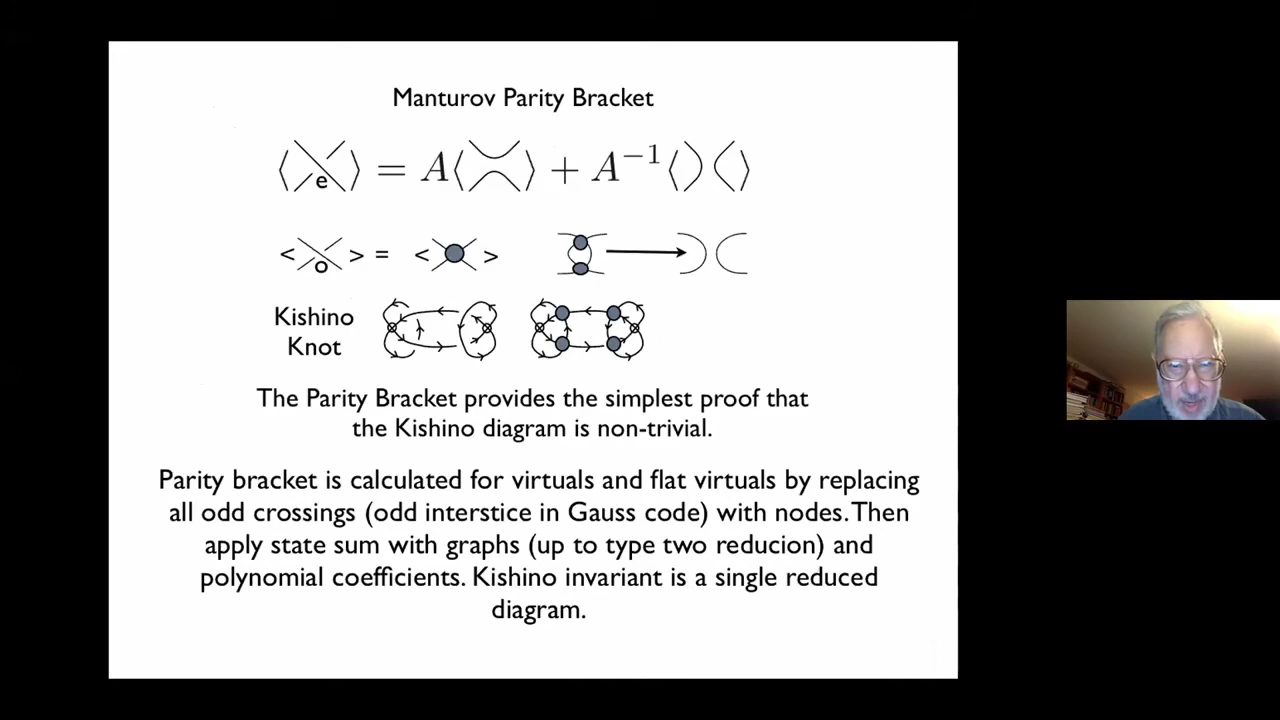 Manturov Parity Bracket
⟨ e ⟩ = A⟨ ⟩ + A⁻¹⟨ ⟩
< o > = < >
Kishino
Knot
The Parity Bracket provides the simplest proof that
the Kishino diagram is non-trivial.
Parity bracket is calculated for virtuals and flat virtuals by replacing
all odd crossings (odd interstice in Gauss code) with nodes. Then
apply state sum with graphs (up to type two reducion) and
polynomial coefficients. Kishino invariant is a single reduced
diagram.